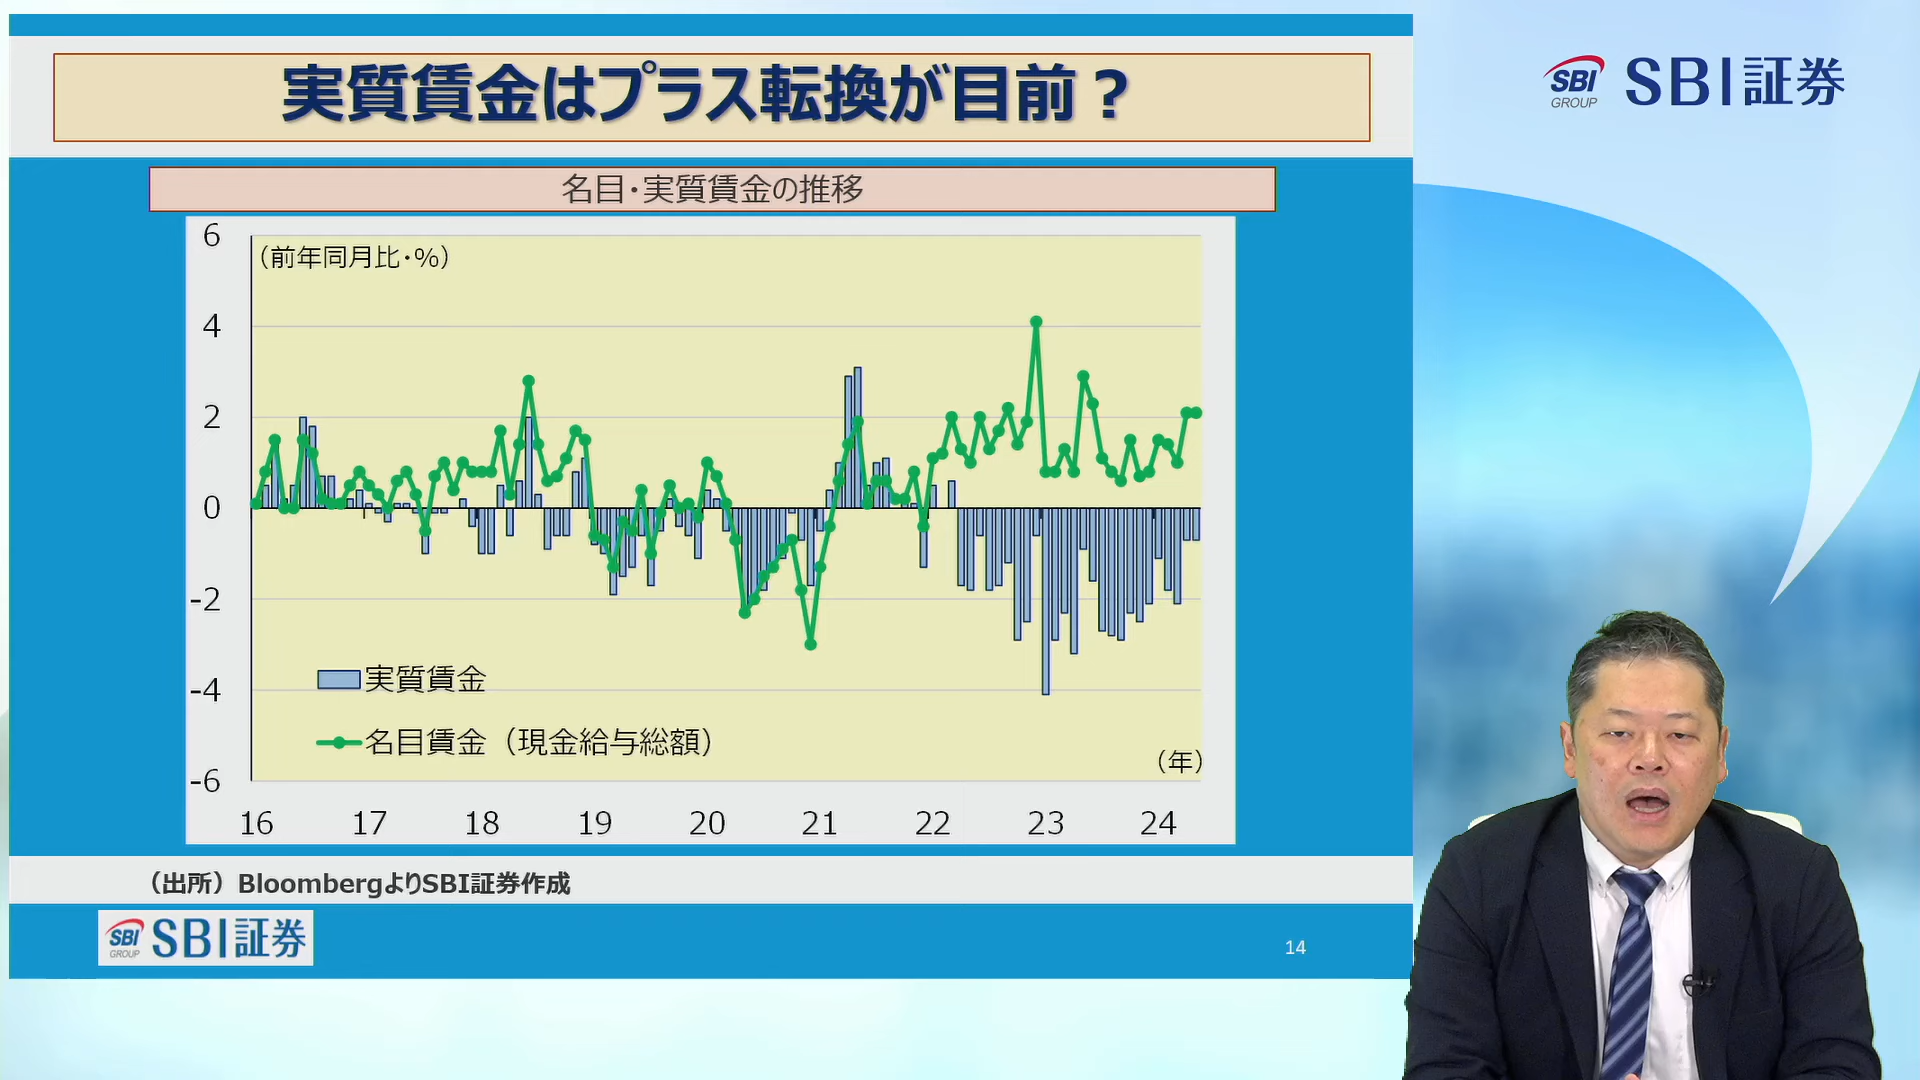 実質賃金はプラス転換が目前？
SBI
GROUP
SBI証券
名目・実質賃金の推移
（前年同月比・%）
6
4
2
0
-2
-4
-6
実質賃金
名目賃金（現金給与総額）
（年）
16 17 18 19 20 21 22 23 24
（出所）BloombergよりSBI証券作成
SBI
GROUP
SBI証券
14